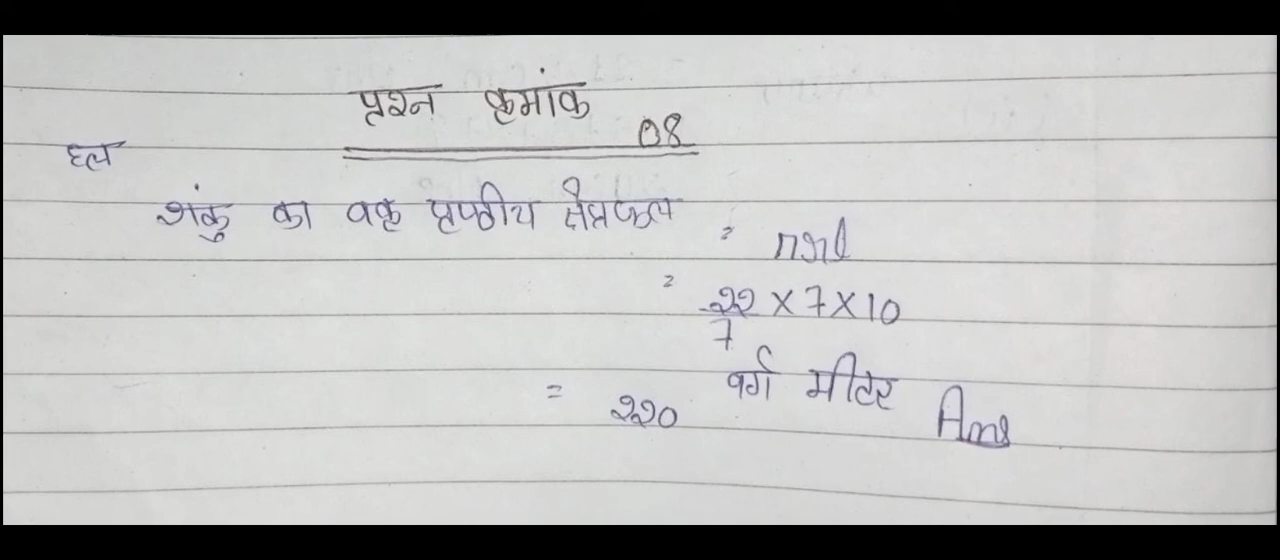 प्रश्न क्रमांक 08
हल
शंकु का वक्र पृष्ठीय क्षेत्रफल = πrl
= 22/7 × 7 × 10
= 220 वर्ग मीटर Ans